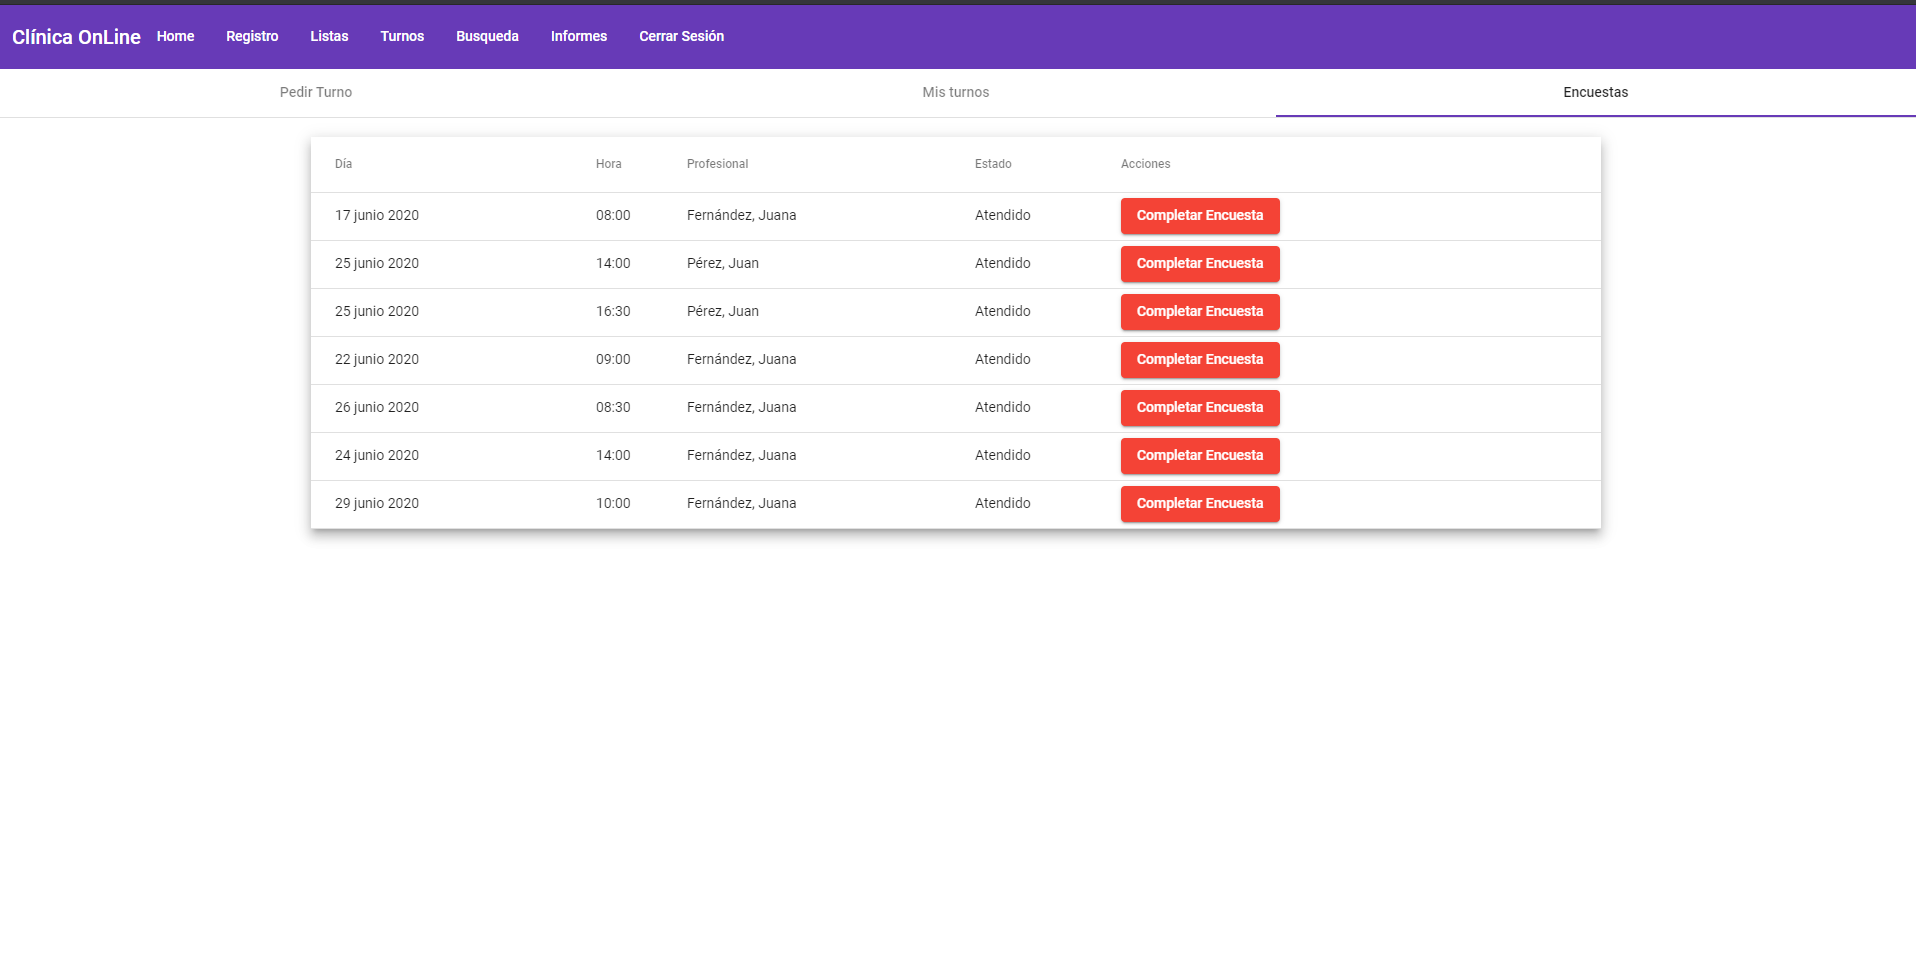 Clínica OnLine Home Registro Listas Turnos Busqueda Informes Cerrar Sesión
Pedir Turno Mis turnos Encuestas
Día Hora Profesional Estado Acciones
17 junio 2020 08:00 Fernández, Juana Atendido Completar Encuesta
25 junio 2020 14:00 Pérez, Juan Atendido Completar Encuesta
25 junio 2020 16:30 Pérez, Juan Atendido Completar Encuesta
22 junio 2020 09:00 Fernández, Juana Atendido Completar Encuesta
26 junio 2020 08:30 Fernández, Juana Atendido Completar Encuesta
24 junio 2020 14:00 Fernández, Juana Atendido Completar Encuesta
29 junio 2020 10:00 Fernández, Juana Atendido Completar Encuesta